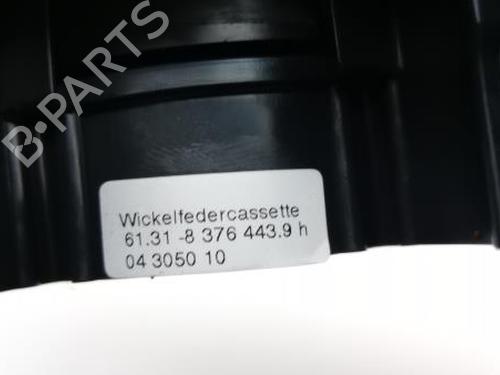 B-PARTS
Wickelfedercassette
61.31 -8 376 443.9 h
04 3050 10